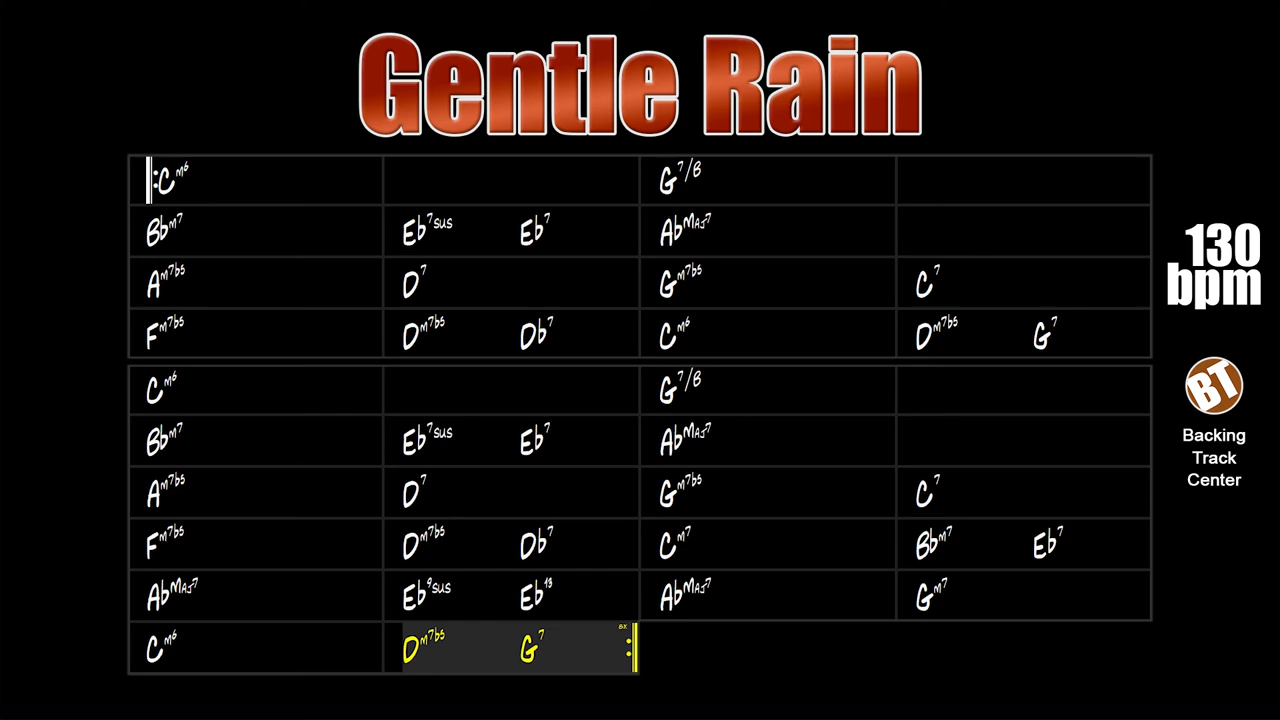 Gentle Rain
Cm6 G7/B
Bbm7 Eb7sus Eb7 AbMaj7
Am7b5 D7 Gm7b5 C7
Fm7b5 Dm7b5 Db7 Cm6 Dm7b5 G7
Cm6 G7/B
Bbm7 Eb7sus Eb7 AbMaj7
Am7b5 D7 Gm7b5 C7
Fm7b5 Dm7b5 Db7 Cm7 Bbm7 Eb7
AbMaj7 Eb9sus Eb13 AbMaj7 Gm7
Cm6 Dm7b5 G7
130
bpm
BT
Backing
Track
Center